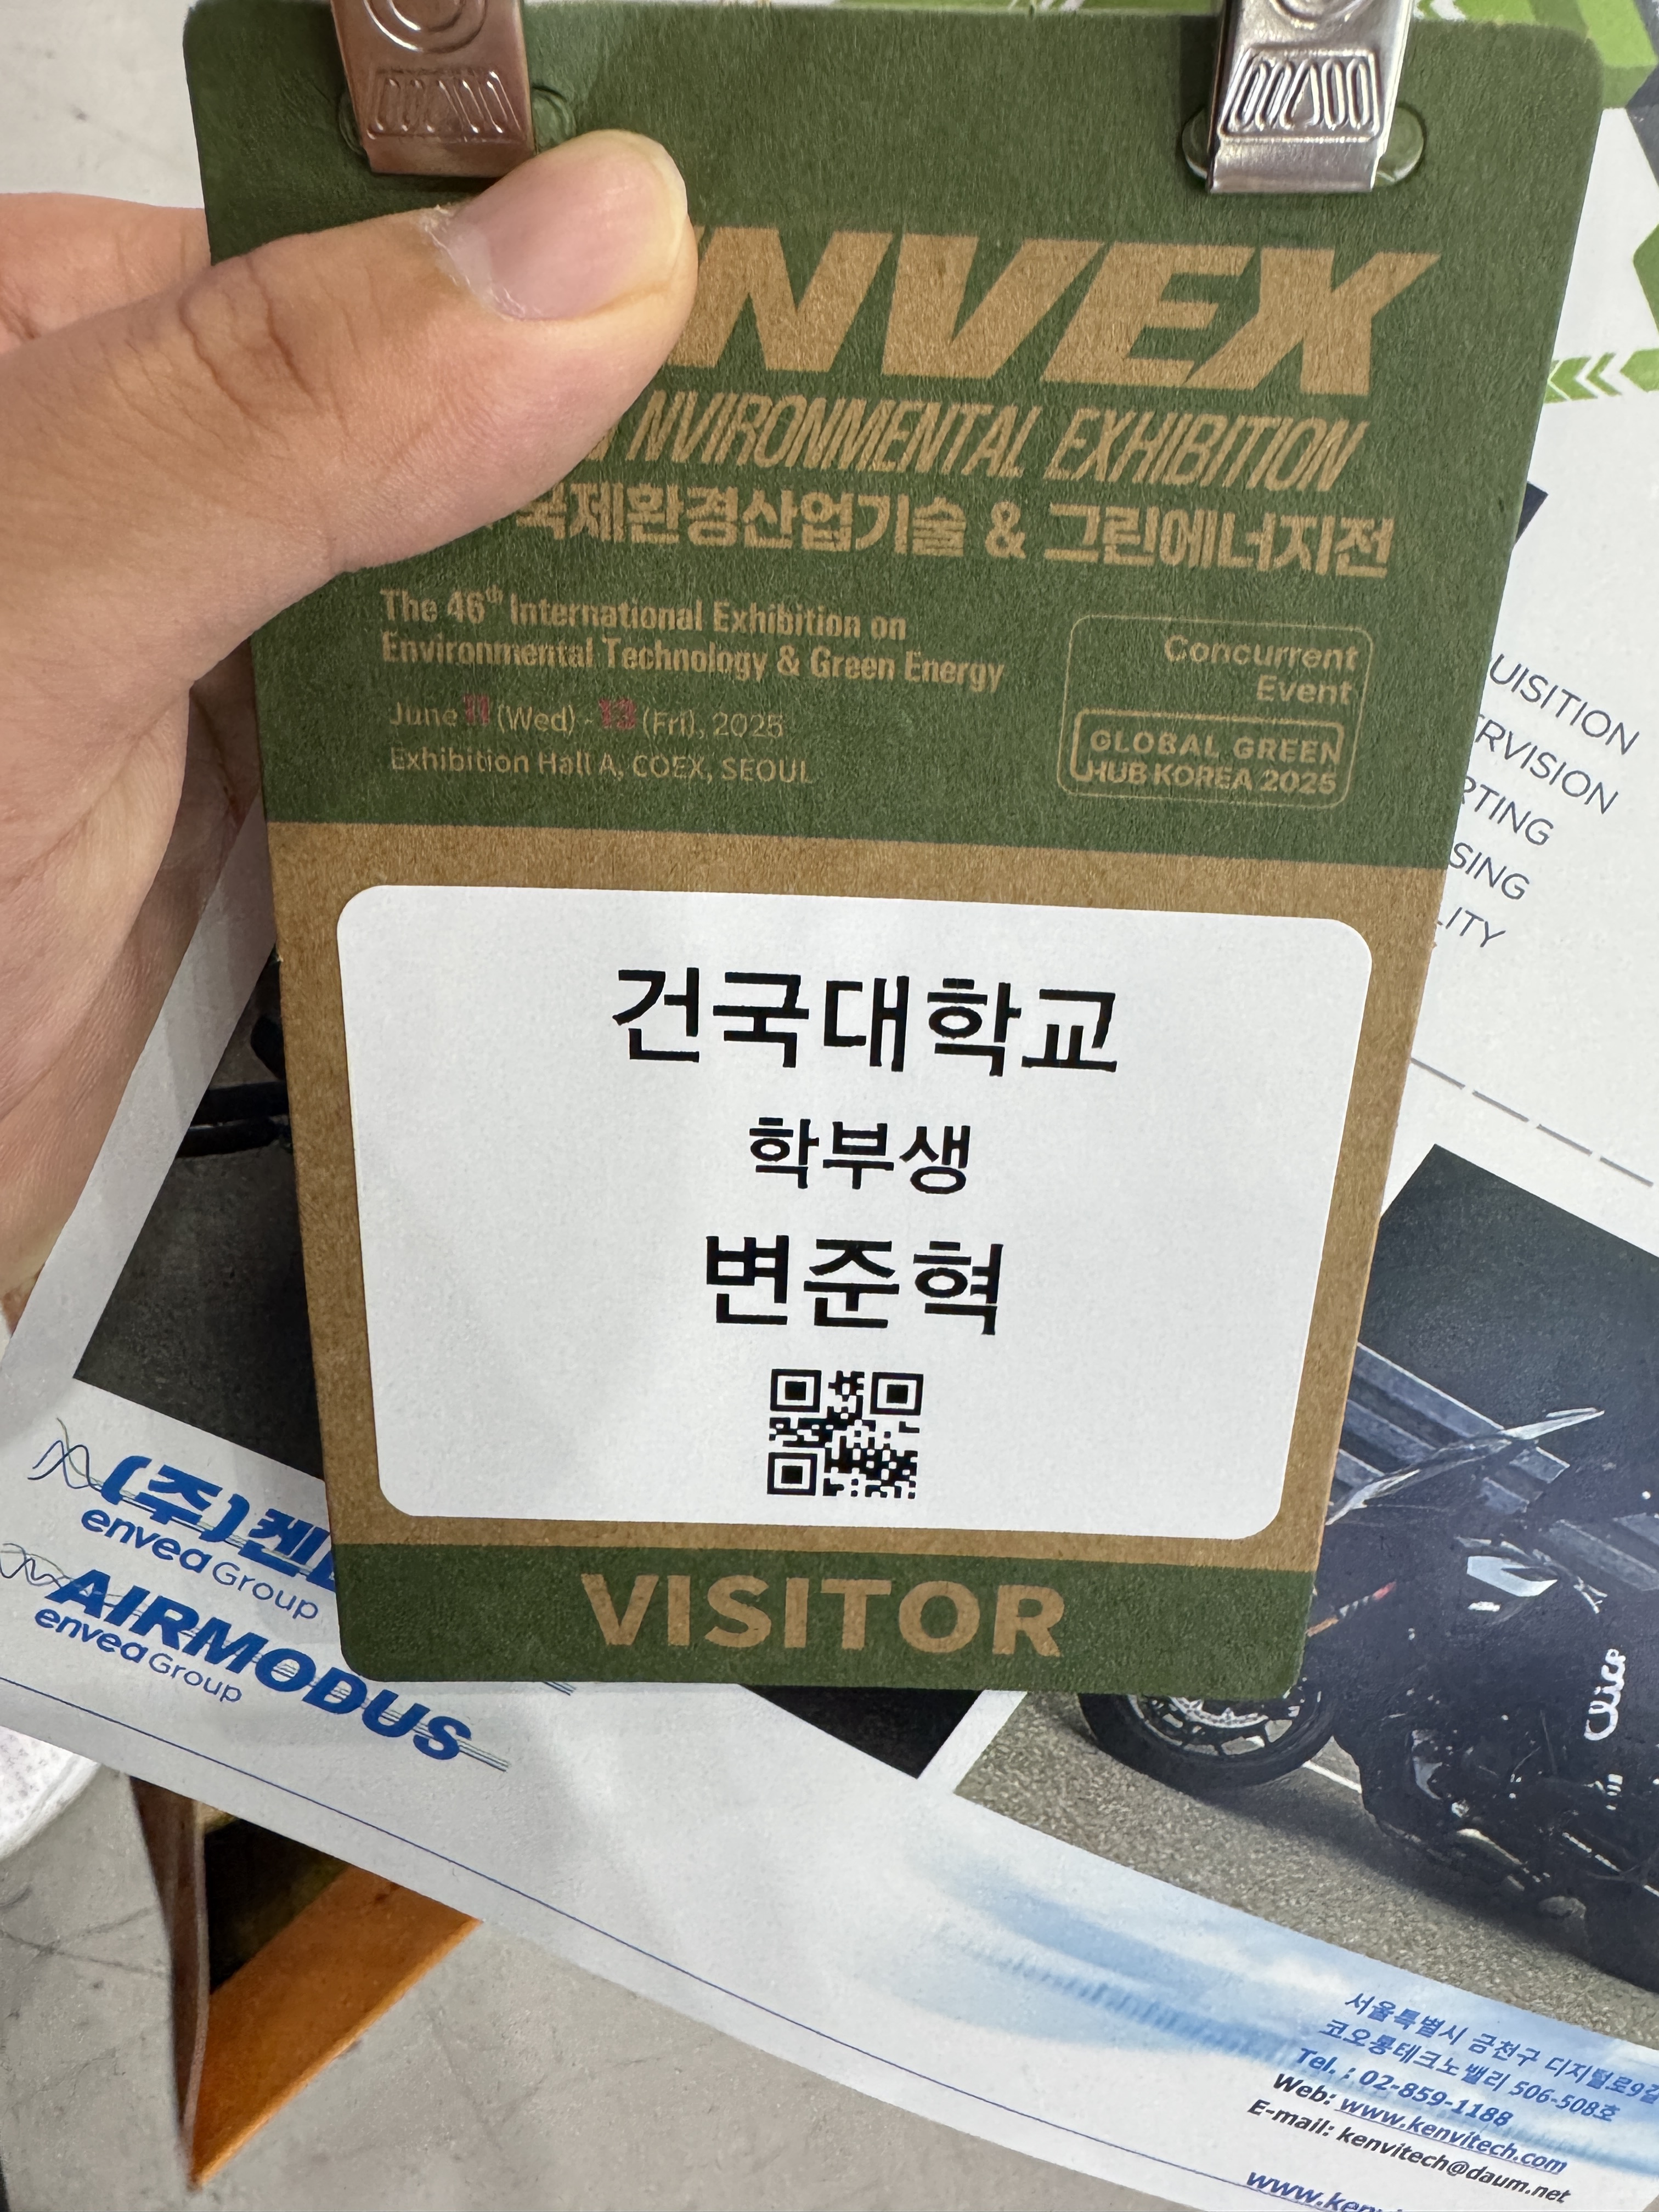 NVEX
NVIRONMENTAL EXHIBITION
국제환경산업기술 & 그린에너지전
The 46th International Exhibition on
Environmental Technology & Green Energy
June 11 (Wed) - 13 (Fri), 2025
Exhibition Hall A, COEX, SEOUL
Concurrent
Event
GLOBAL GREEN
HUB KOREA 2025
건국대학교
학부생
변준혁
VISITOR
UISITION
RVISION
RTING
SING
LITY
(주)켄
envea Group
AIRMODUS
envea Group
Clice
서울특별시 금천구 디지털로9길
코오롱테크노밸리 506-508호
Tel. : 02-859-1188
Web: www.kenvitech.com
E-mail: kenvitech@daum.net
www.ken